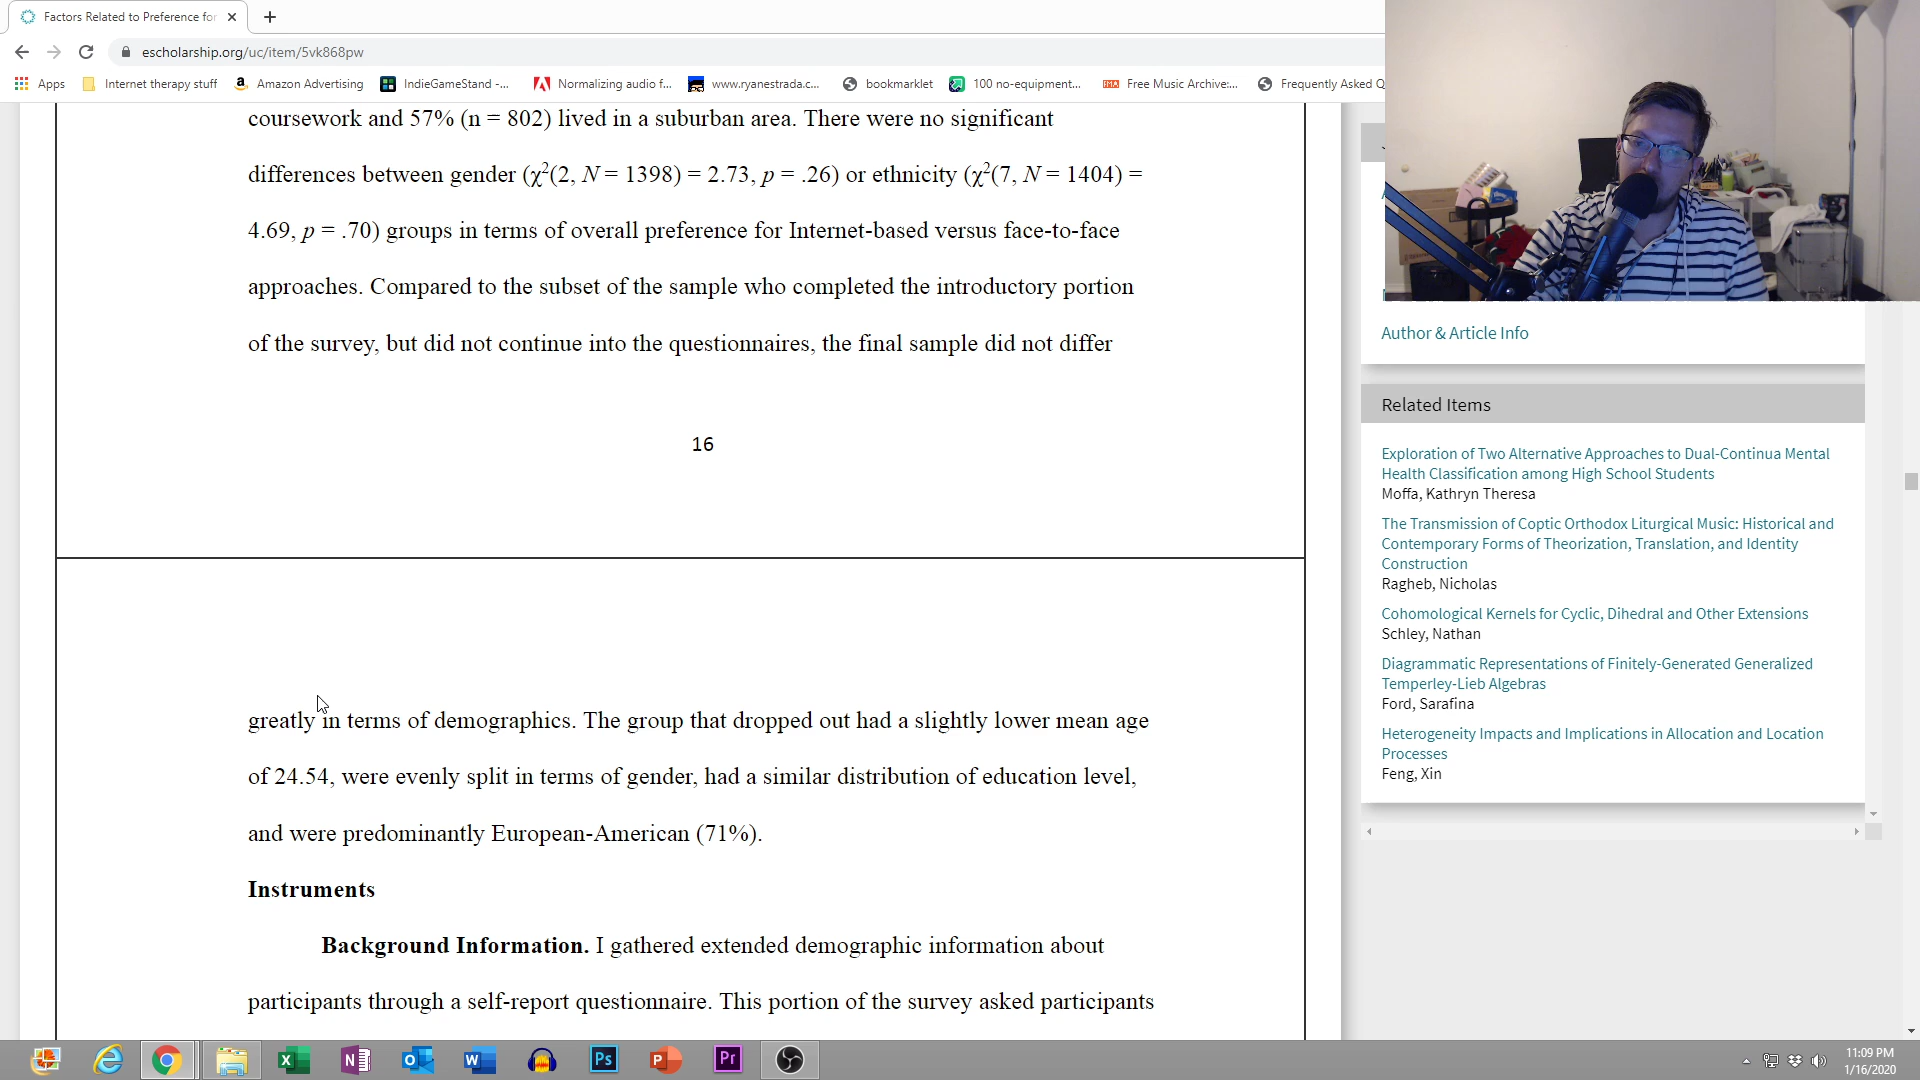 Factors Related to Preference for
escholarship.org/uc/item/5vk868pw
Apps
Internet therapy stuff
Amazon Advertising
IndieGameStand -...
Normalizing audio f...
www.ryanestrada.c...
bookmarklet
100 no-equipment...
Free Music Archive:...
Frequently Asked Q
coursework and 57% (n = 802) lived in a suburban area. There were no significant
differences between gender (χ²(2, N = 1398) = 2.73, p = .26) or ethnicity (χ²(7, N = 1404) =
4.69, p = .70) groups in terms of overall preference for Internet-based versus face-to-face
approaches. Compared to the subset of the sample who completed the introductory portion
of the survey, but did not continue into the questionnaires, the final sample did not differ
16
greatly in terms of demographics. The group that dropped out had a slightly lower mean age
of 24.54, were evenly split in terms of gender, had a similar distribution of education level,
and were predominantly European-American (71%).
Instruments
Background Information. I gathered extended demographic information about
participants through a self-report questionnaire. This portion of the survey asked participants
Author & Article Info
Related Items
Exploration of Two Alternative Approaches to Dual-Continua Mental
Health Classification among High School Students
Moffa, Kathryn Theresa
The Transmission of Coptic Orthodox Liturgical Music: Historical and
Contemporary Forms of Theorization, Translation, and Identity
Construction
Ragheb, Nicholas
Cohomological Kernels for Cyclic, Dihedral and Other Extensions
Schley, Nathan
Diagrammatic Representations of Finitely-Generated Generalized
Temperley-Lieb Algebras
Ford, Sarafina
Heterogeneity Impacts and Implications in Allocation and Location
Processes
Feng, Xin
11:09 PM
1/16/2020